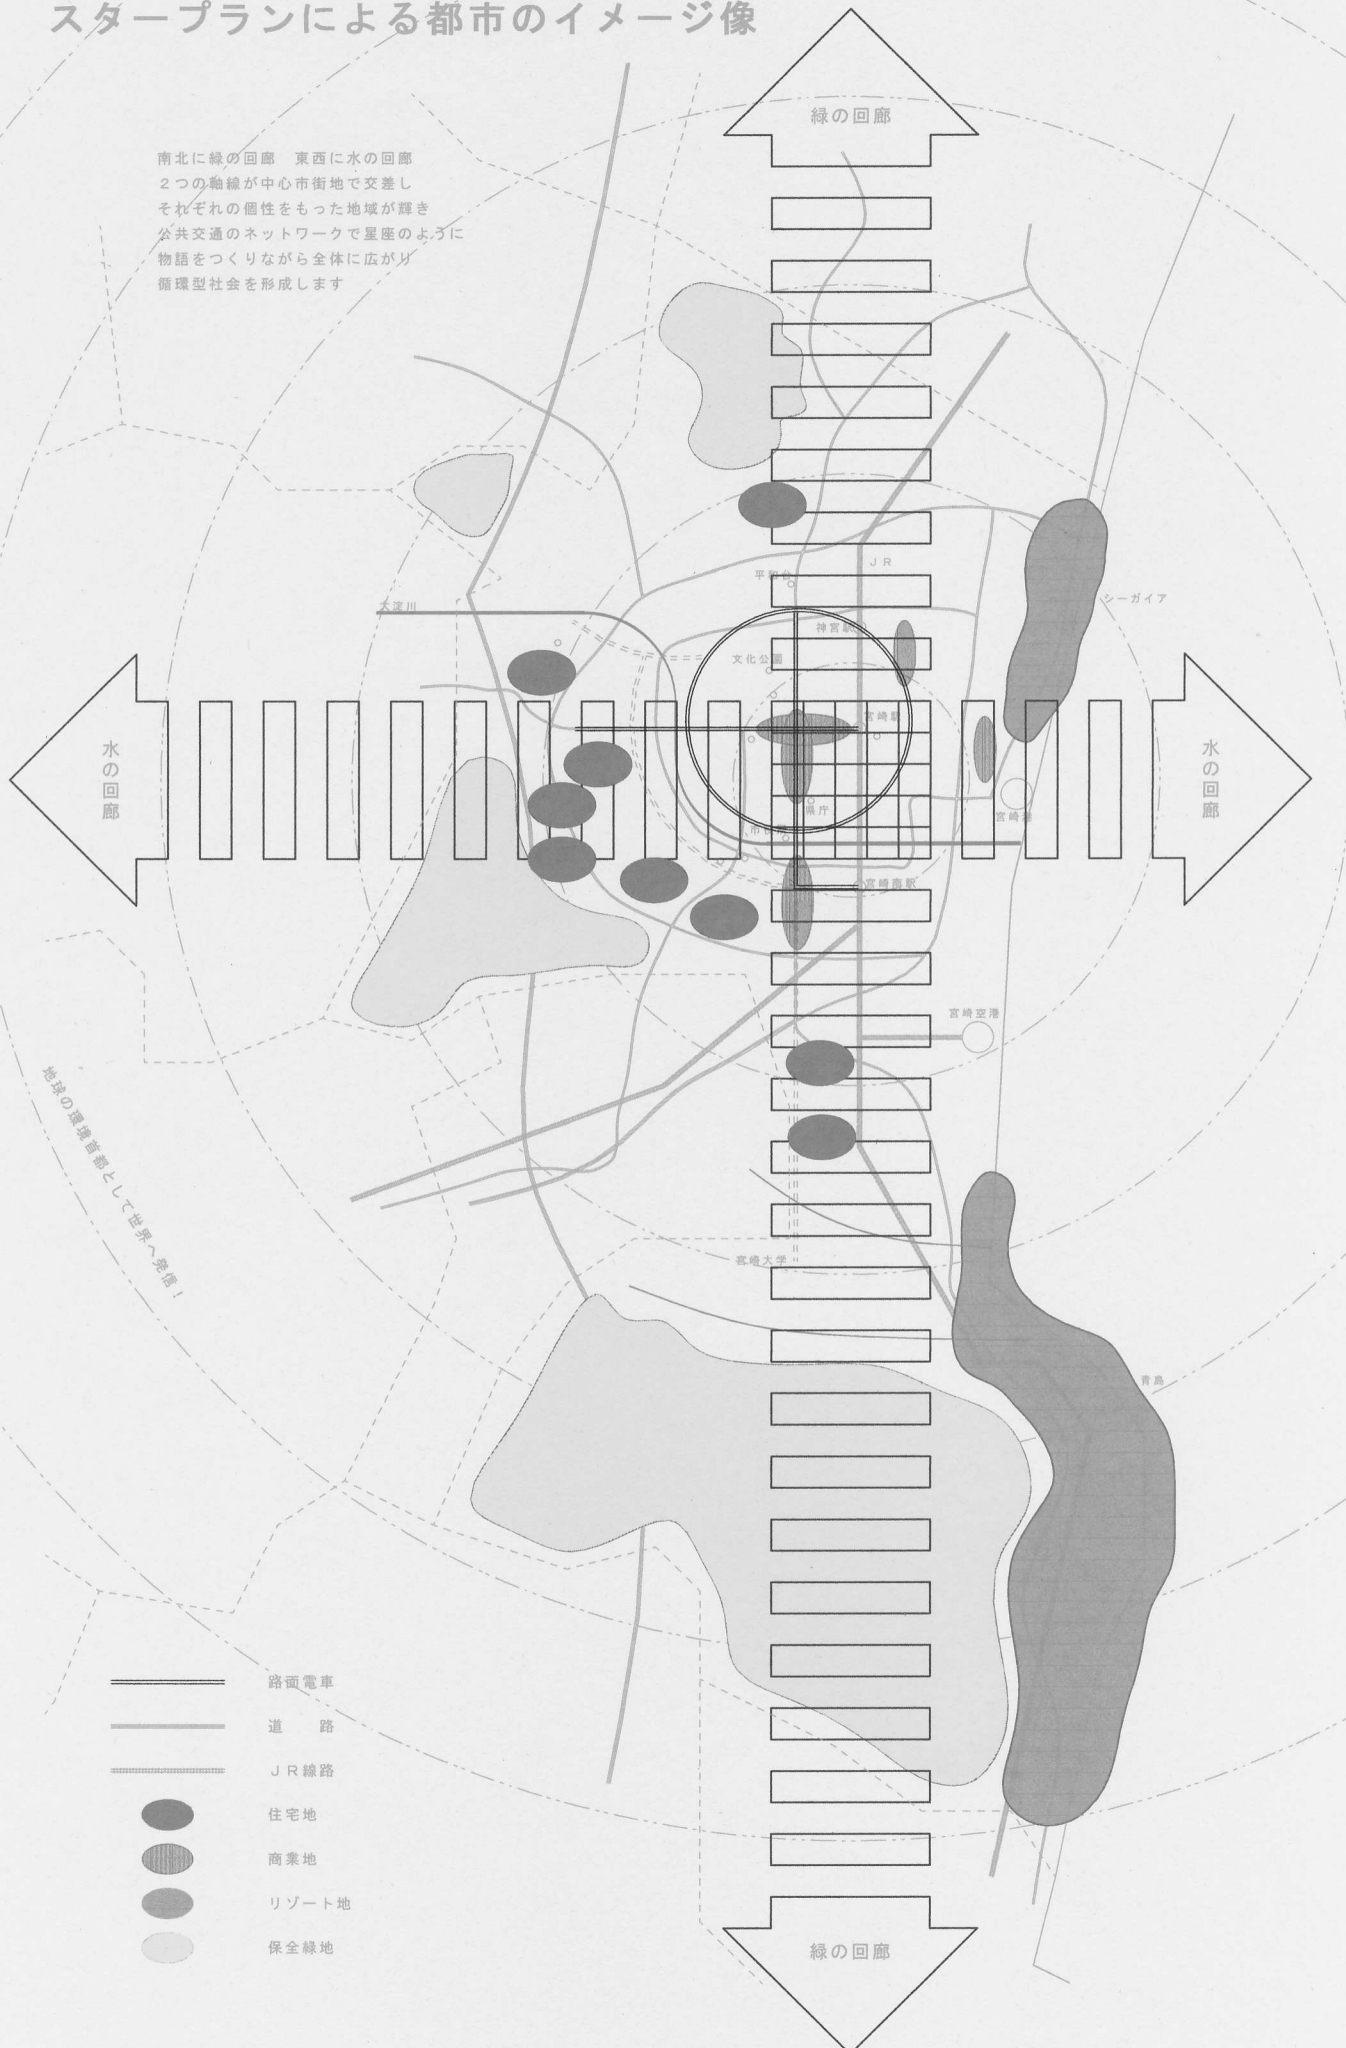 スタープランによる都市のイメージ像
緑の回廊
南北に緑の回廊　東西に水の回廊
２つの軸線が中心市街地で交差し
それぞれの個性をもった地域が輝き
公共交通のネットワークで星座のように
物語をつくりながら全体に広がり
循環型社会を形成します
ＪＲ
平和台
シーガイア
大淀川
神宮駅
文化公園
宮崎駅
水の回廊
水の回廊
県庁
宮崎港
市役所
宮崎南駅
宮崎空港
地球の環境首都として世界へ発信！
宮崎大学
青島
路面電車
道　　路
ＪＲ線路
住宅地
商業地
リゾート地
保全緑地
緑の回廊